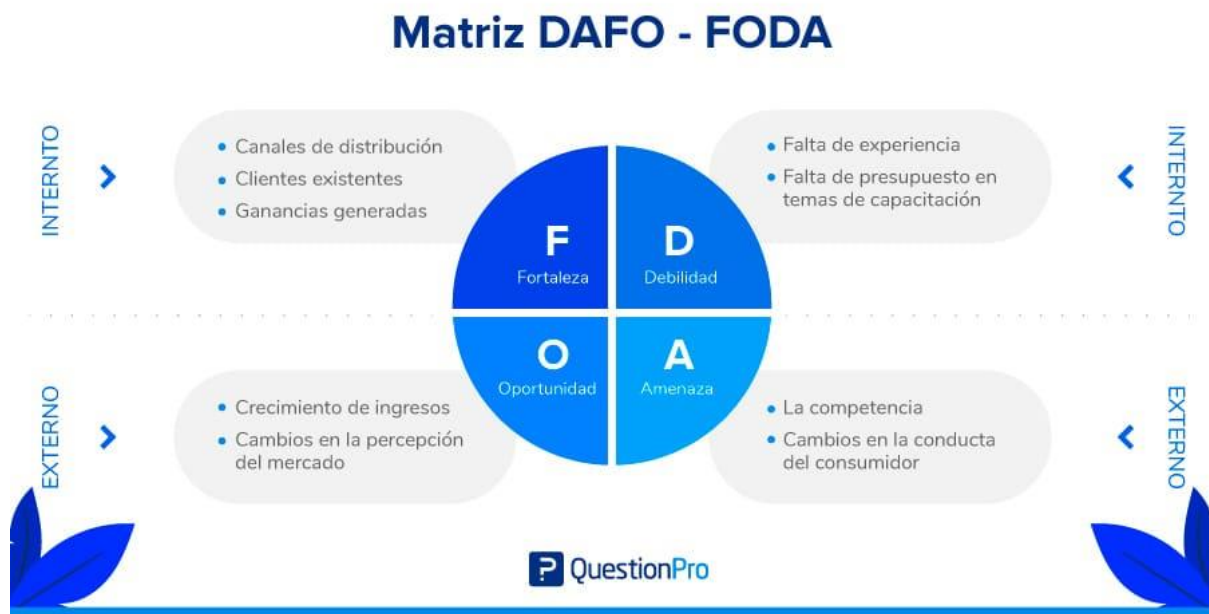 Matriz DAFO - FODA
INTERNTO
Canales de distribución
Clientes existentes
Ganancias generadas
F
Fortaleza
D
Debilidad
Falta de experiencia
Falta de presupuesto en
temas de capacitación
INTERNTO
EXTERNO
Crecimiento de ingresos
Cambios en la percepción
del mercado
O
Oportunidad
A
Amenaza
La competencia
Cambios en la conducta
del consumidor
EXTERNO
QuestionPro